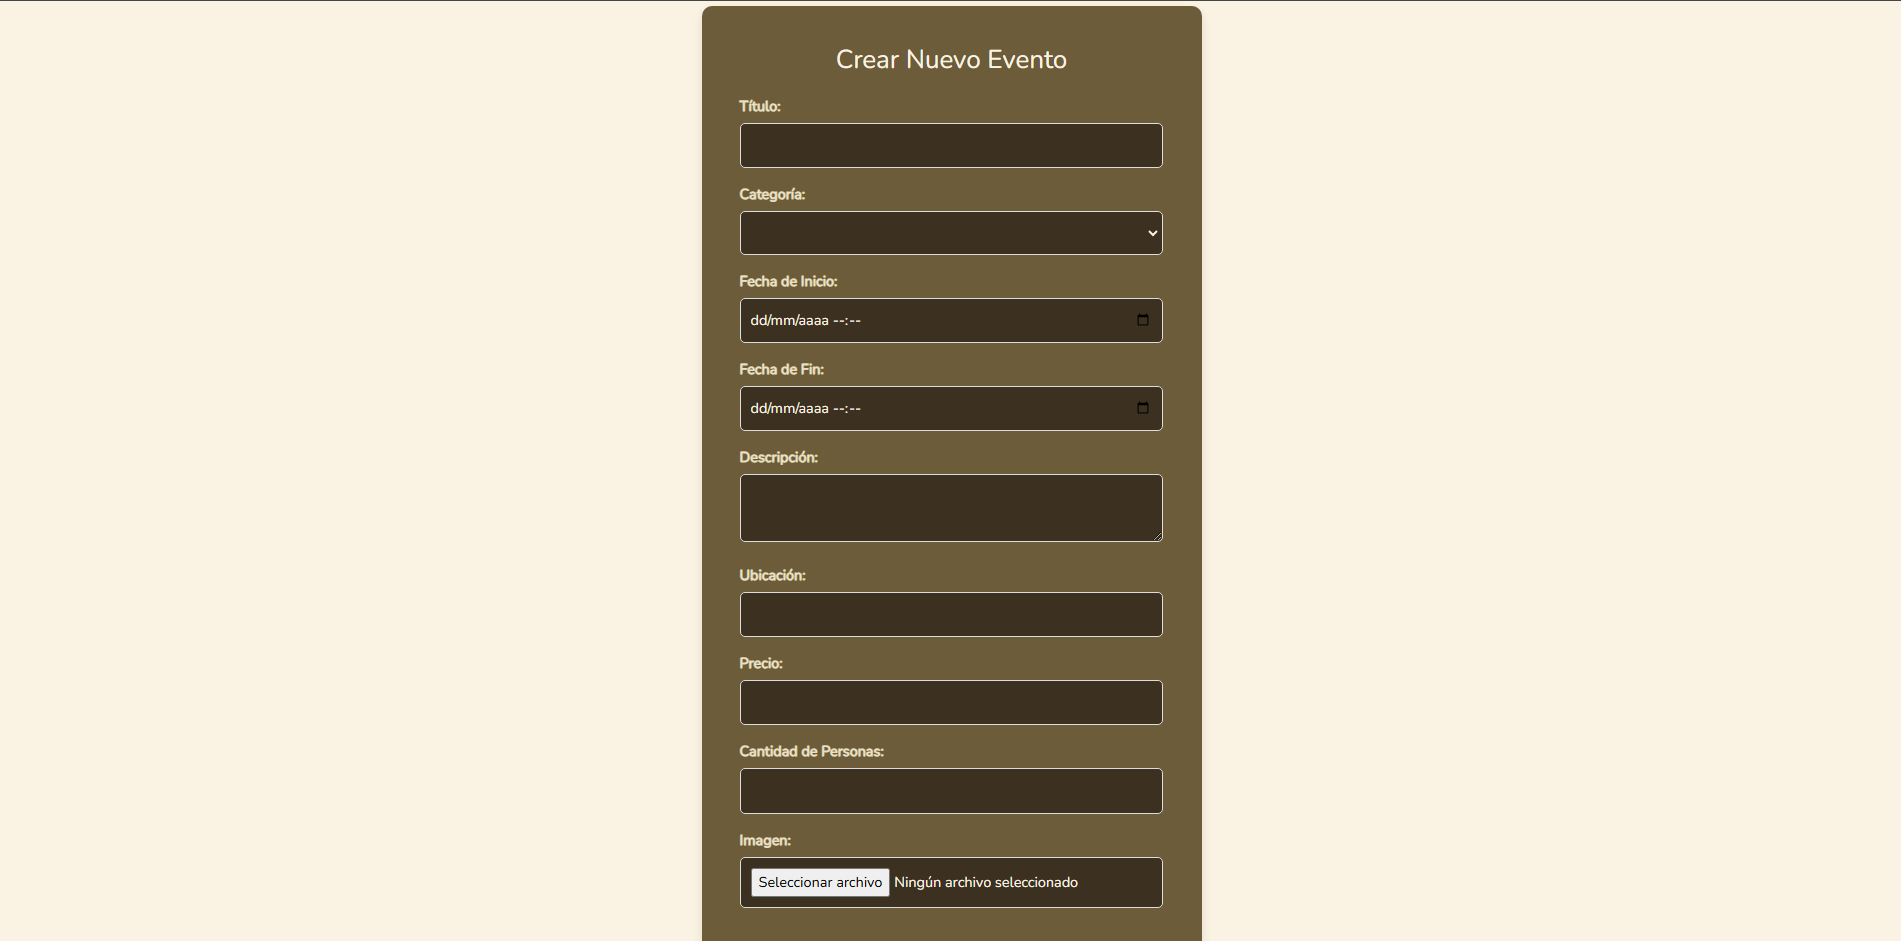 Crear Nuevo Evento
Título:
Categoría:
Fecha de Inicio:
dd/mm/aaaa --:--
Fecha de Fin:
dd/mm/aaaa --:--
Descripción:
Ubicación:
Precio:
Cantidad de Personas:
Imagen:
Seleccionar archivo Ningún archivo seleccionado